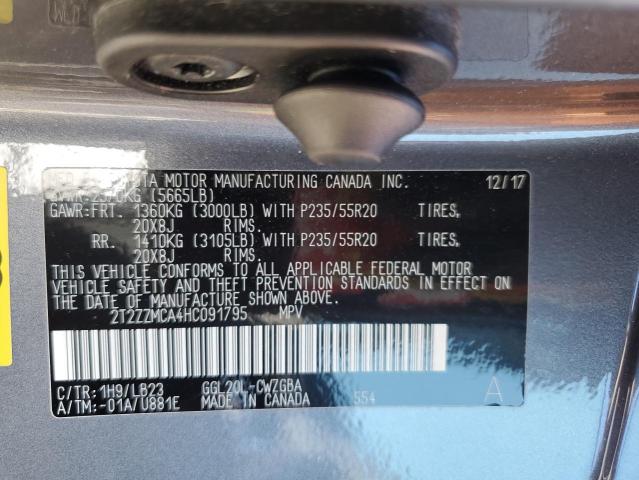 TOYOTA MOTOR MANUFACTURING CANADA INC. 12/17
(5665LB)
GAWR:FRT. 1360KG (3000LB) WITH P235/55R20 TIRES,
20X8J RIMS.
RR. 1410KG (3105LB) WITH P235/55R20 TIRES,
20X8J RIMS.
THIS VEHICLE CONFORMS TO ALL APPLICABLE FEDERAL MOTOR
VEHICLE SAFETY AND THEFT PREVENTION STANDARDS IN EFFECT ON
THE DATE OF MANUFACTURE SHOWN ABOVE.
2T2ZZMCA4HC091795 MPV
C/TR: 1H9/LB23 GGL20L-CWZGBA A
A/TM: -01A/U881E MADE IN CANADA 554